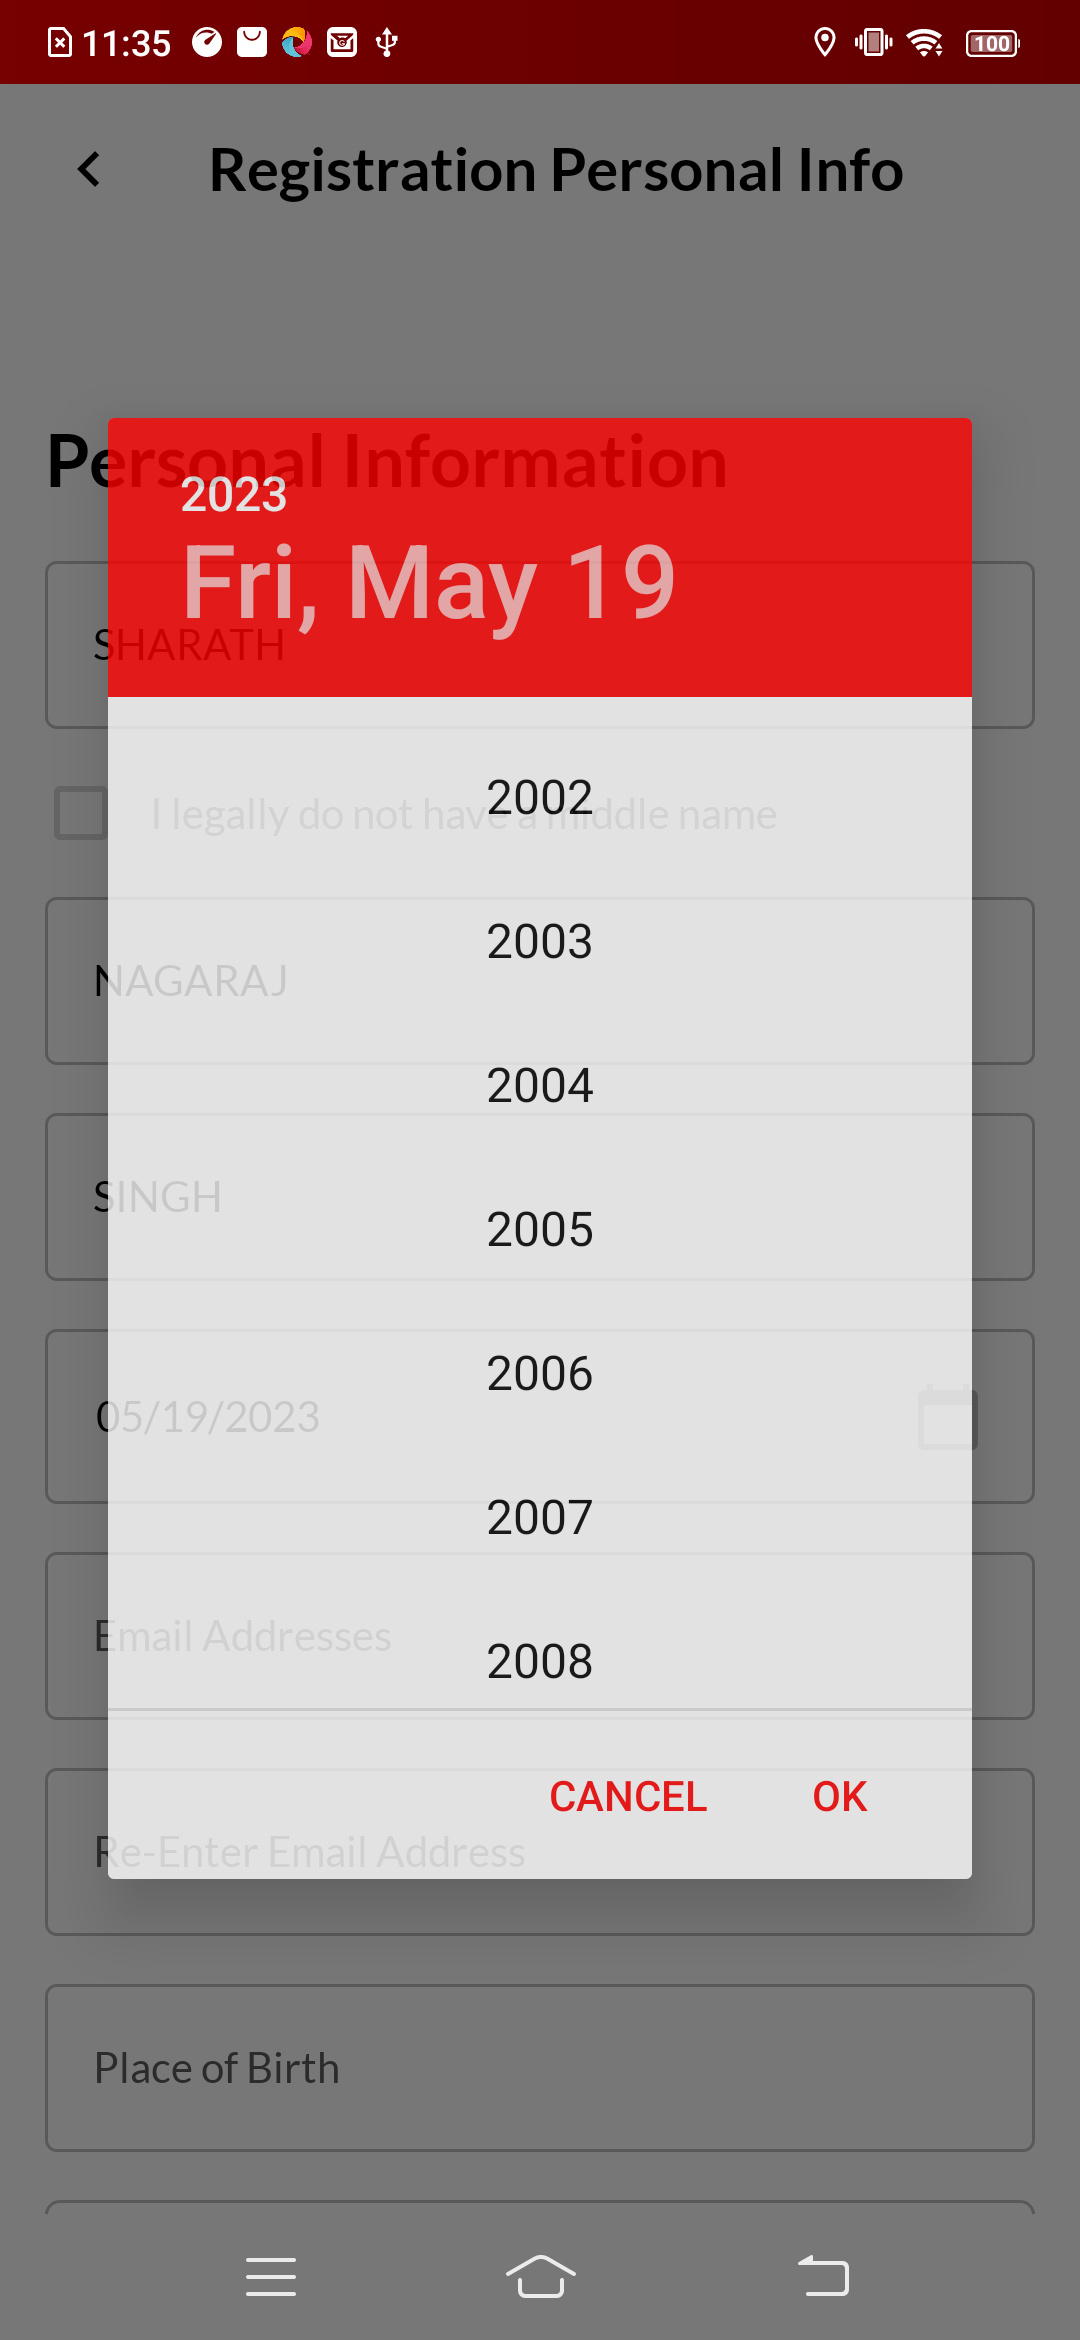 11:35
100
Registration Personal Info
Personal Information
2023
Fri, May 19
SHARATH
2002
I legally do not have a middle name
2003
NAGARAJ
2004
SINGH
2005
2006
05/19/2023
2007
Email Addresses
2008
CANCEL OK
Re-Enter Email Address
Place of Birth